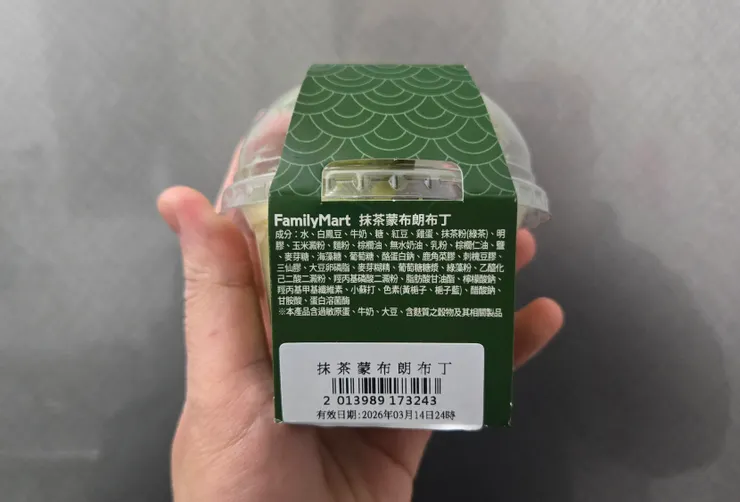 FamilyMart 抹茶蒙布朗布丁
成分：水、白鳳豆、牛奶、糖、紅豆、雞蛋、抹茶粉(綠茶)、明
膠、玉米澱粉、麵粉、棕櫚油、無水奶油、乳粉、棕櫚仁油、鹽
、麥芽糖、海藻糖、葡萄糖、酪蛋白鈉、鹿角菜膠、刺槐豆膠、
三仙膠、大豆卵磷脂、麥芽糊精、葡萄糖糖漿、綠藻粉、乙醯化
己二酸二澱粉、羥丙基磷酸二澱粉、脂肪酸甘油酯、檸檬酸鈉、
羥丙基甲基纖維素、小蘇打、色素(黃梔子、梔子藍)、醋酸鈉、
甘胺酸、蛋白溶菌酶
※本產品含過敏原蛋、牛奶、大豆、含麩質之穀物及其相關製品
抹茶蒙布朗布丁
2 013989 173243
有效日期:2026年03月14日24時